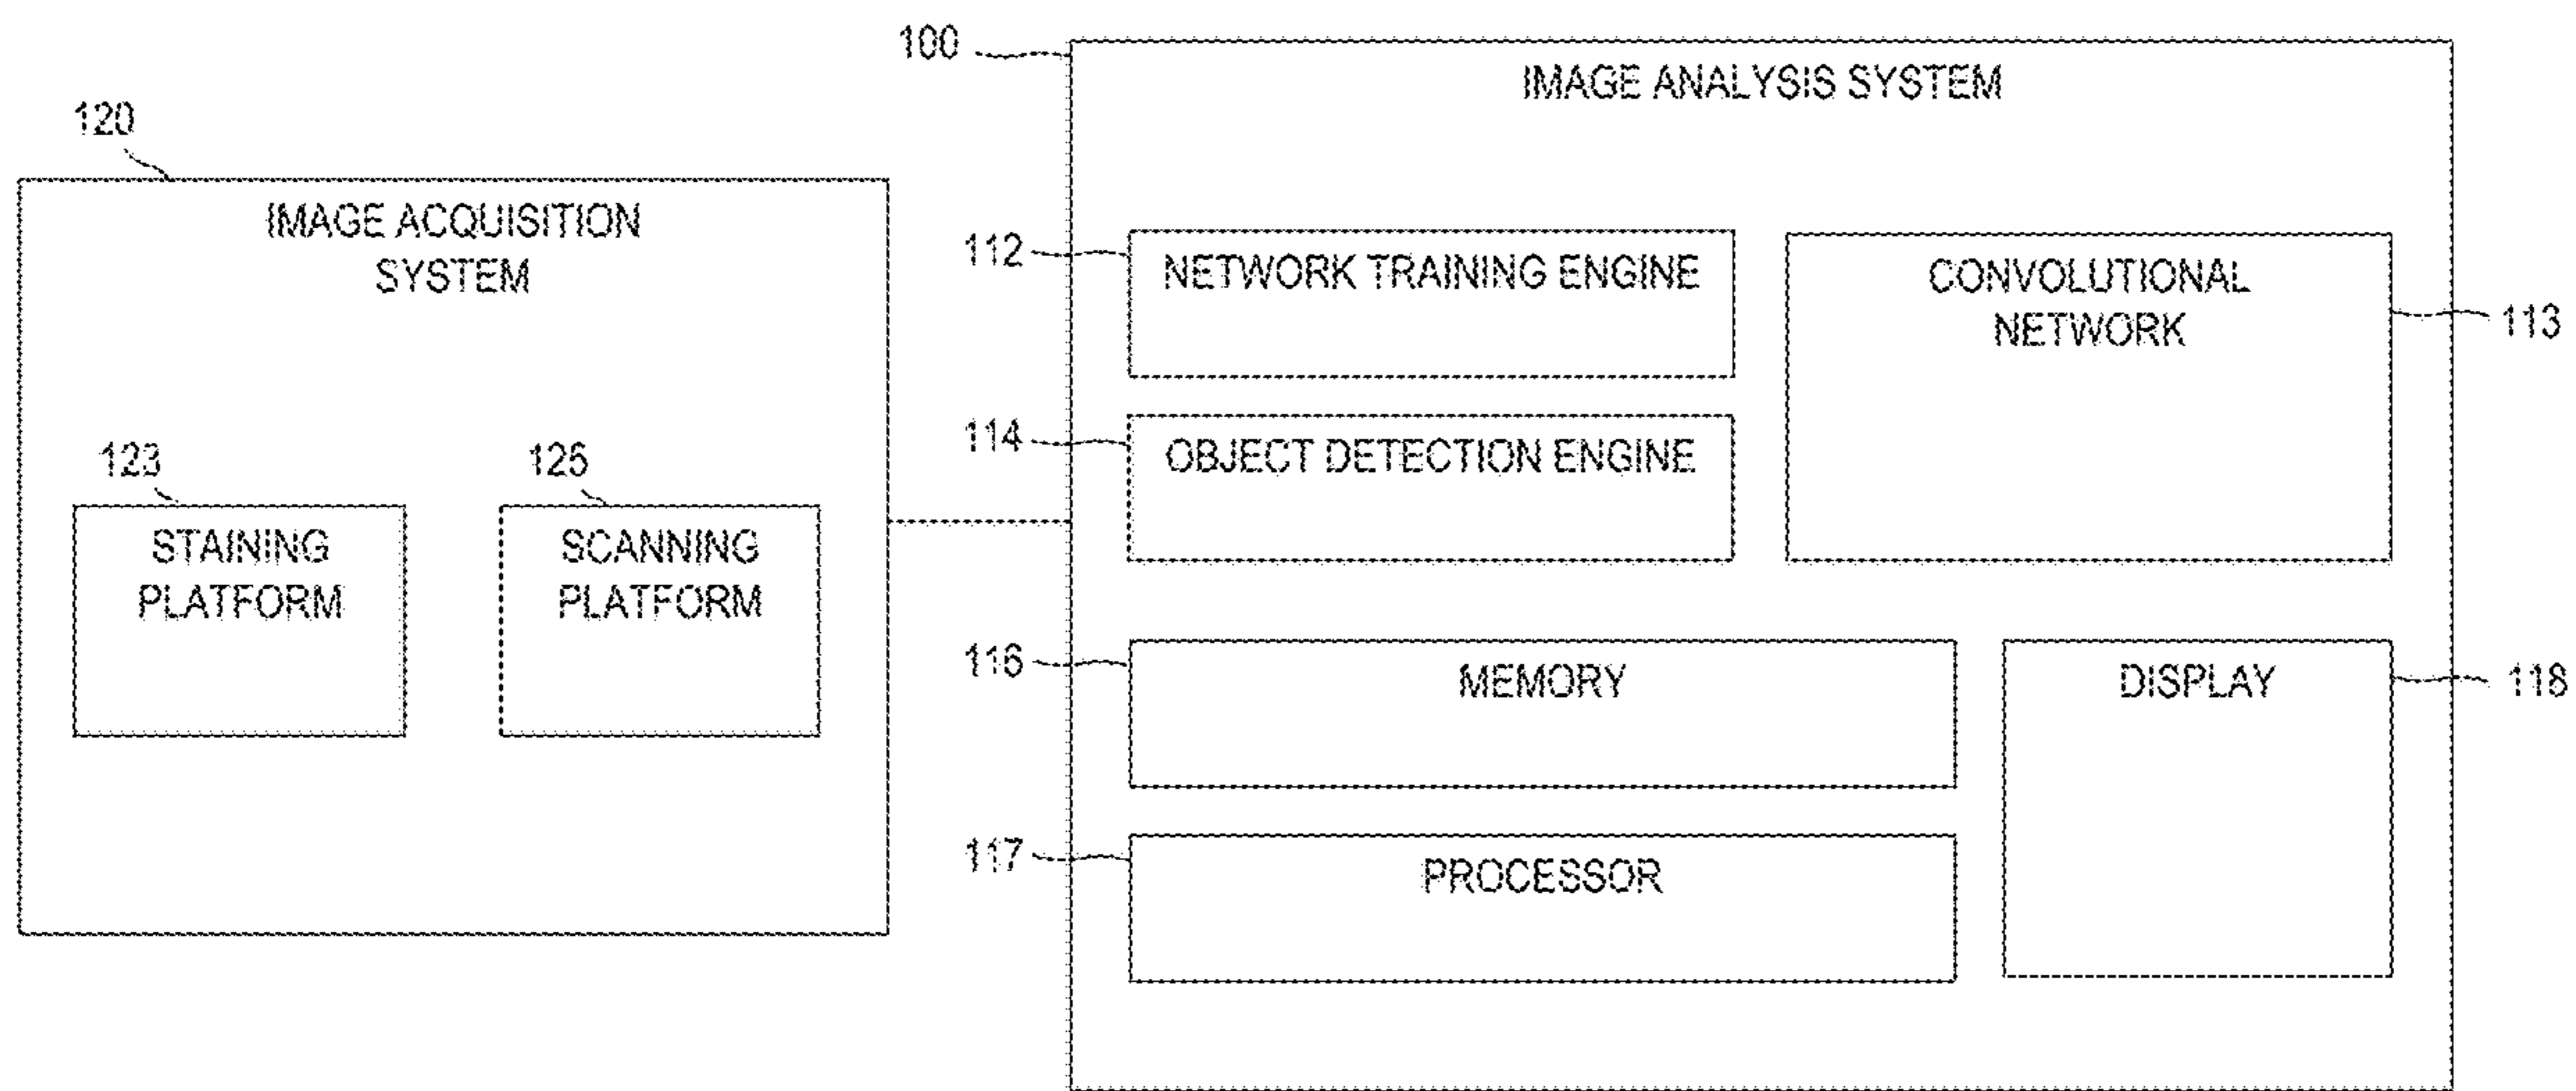 120
IMAGE ACQUISITION
SYSTEM
123
STAINING
PLATFORM
125
SCANNING
PLATFORM
100
IMAGE ANALYSIS SYSTEM
112
NETWORK TRAINING ENGINE
CONVOLUTIONAL
NETWORK
113
114
OBJECT DETECTION ENGINE
116
MEMORY
DISPLAY
118
117
PROCESSOR